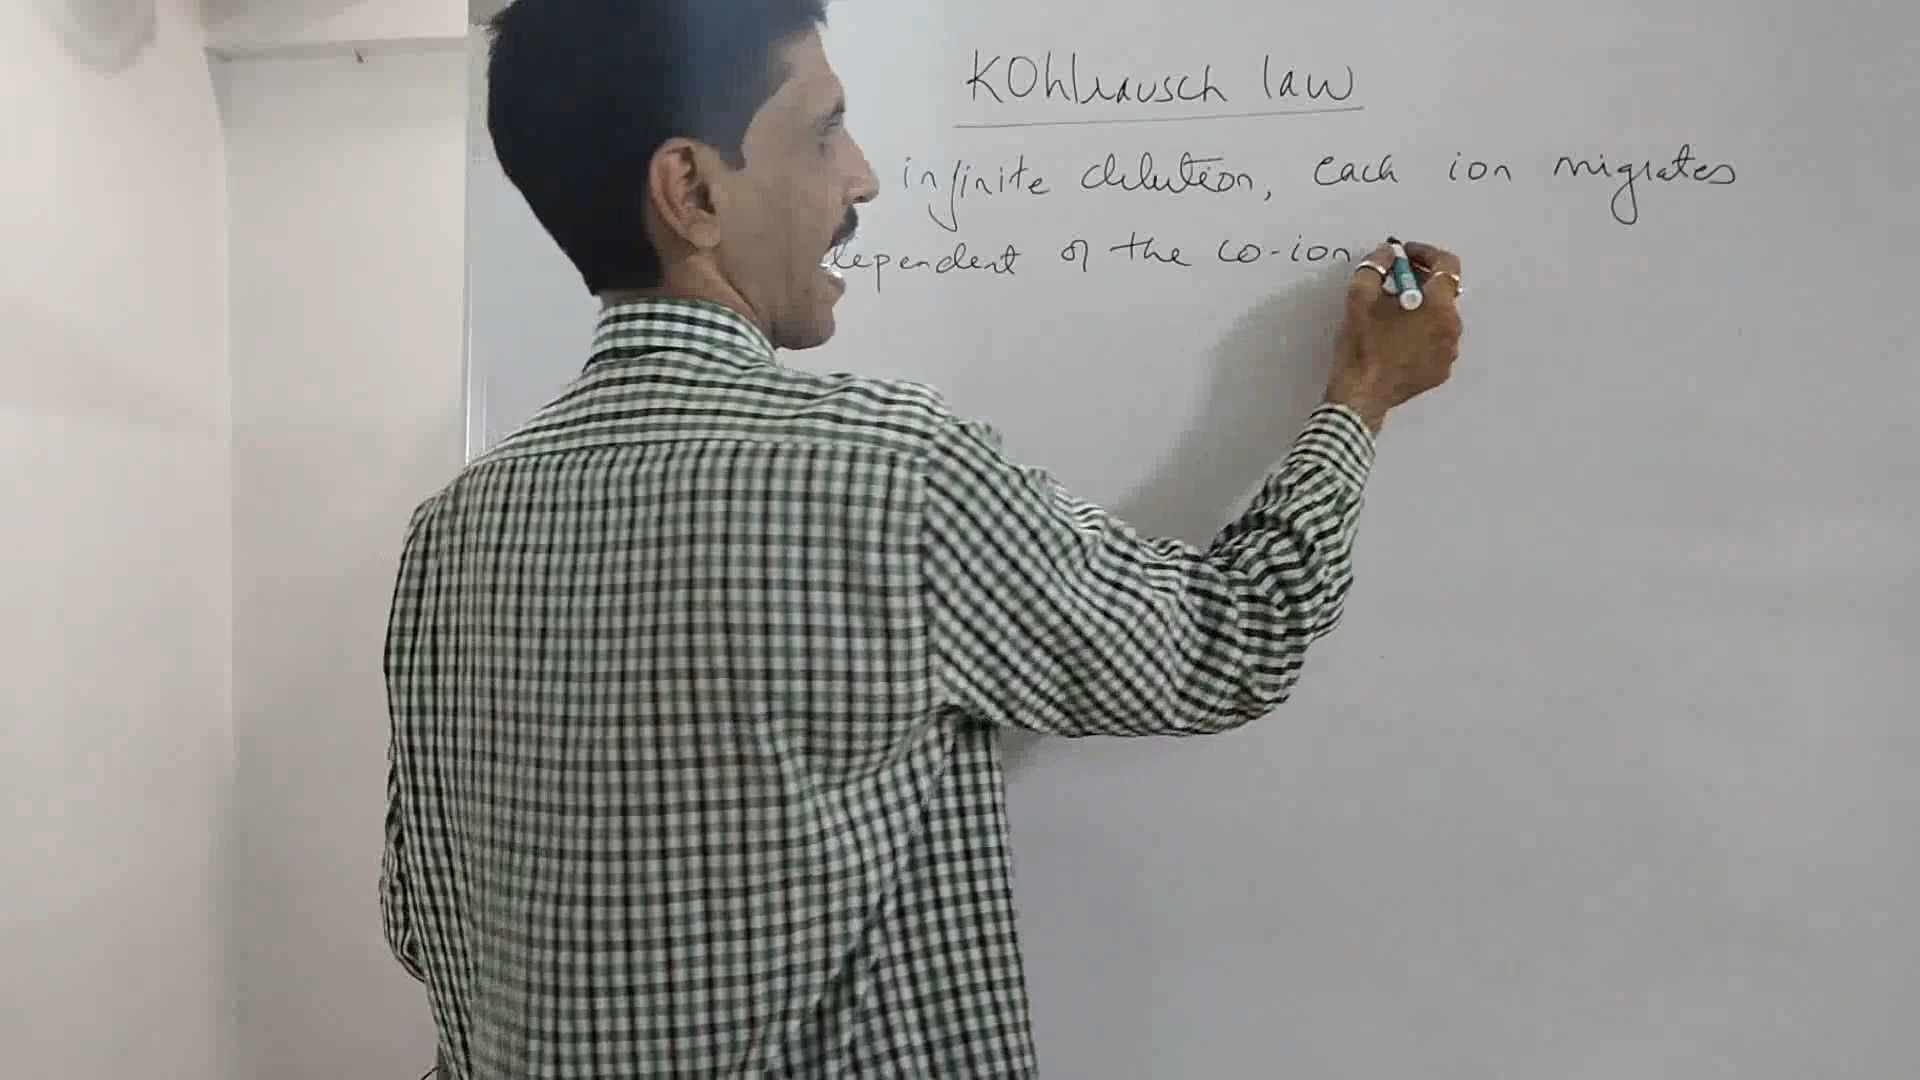 KOhlrausch law
infinite dilution, each ion migrates
dependent of the co-ion